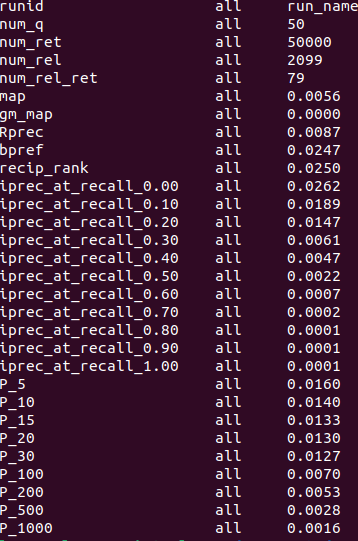 runid all run_name
num_q all 50
num_ret all 50000
num_rel all 2099
num_rel_ret all 79
map all 0.0056
gm_map all 0.0000
Rprec all 0.0087
bpref all 0.0247
recip_rank all 0.0250
iprec_at_recall_0.00 all 0.0262
iprec_at_recall_0.10 all 0.0189
iprec_at_recall_0.20 all 0.0147
iprec_at_recall_0.30 all 0.0061
iprec_at_recall_0.40 all 0.0047
iprec_at_recall_0.50 all 0.0022
iprec_at_recall_0.60 all 0.0007
iprec_at_recall_0.70 all 0.0002
iprec_at_recall_0.80 all 0.0001
iprec_at_recall_0.90 all 0.0001
iprec_at_recall_1.00 all 0.0001
P_5 all 0.0160
P_10 all 0.0140
P_15 all 0.0133
P_20 all 0.0130
P_30 all 0.0127
P_100 all 0.0070
P_200 all 0.0053
P_500 all 0.0028
P_1000 all 0.0016